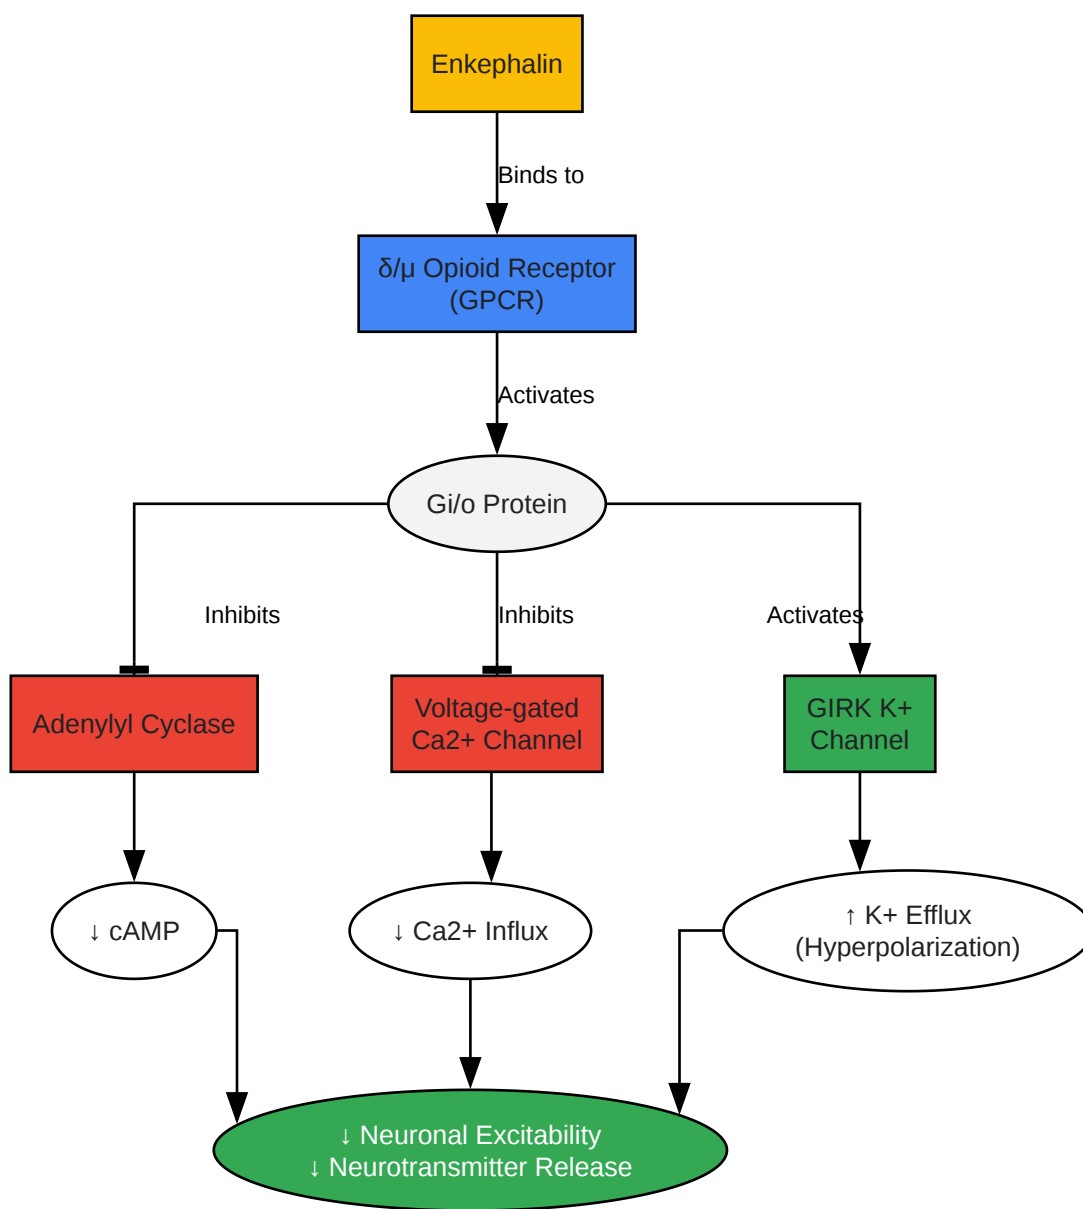 Enkephalin
Binds to
δ/μ Opioid Receptor
(GPCR)
Activates
Gi/o Protein
Inhibits
Inhibits
Activates
Adenylyl Cyclase
Voltage-gated
Ca2+ Channel
GIRK K+
Channel
↓ cAMP
↓ Ca2+ Influx
↑ K+ Efflux
(Hyperpolarization)
↓ Neuronal Excitability
↓ Neurotransmitter Release